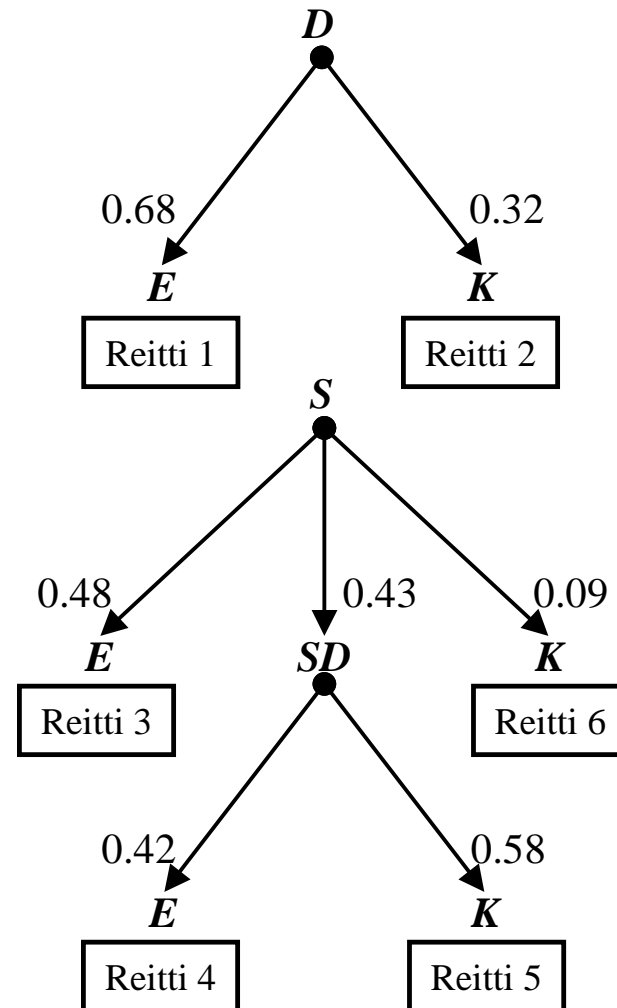 D
0.68 0.32
E K
Reitti 1 Reitti 2
S
0.48 0.43 0.09
E SD K
Reitti 3 Reitti 6
0.42 0.58
E K
Reitti 4 Reitti 5